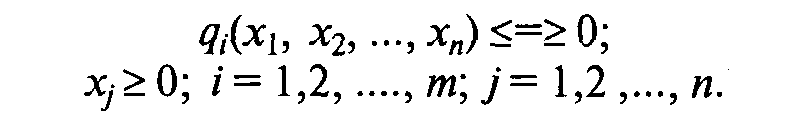 qᵢ(x₁, x₂, ..., xₙ) ≤=≥ 0;
xⱼ ≥ 0; i = 1,2, ...., m; j = 1,2 ,..., n.